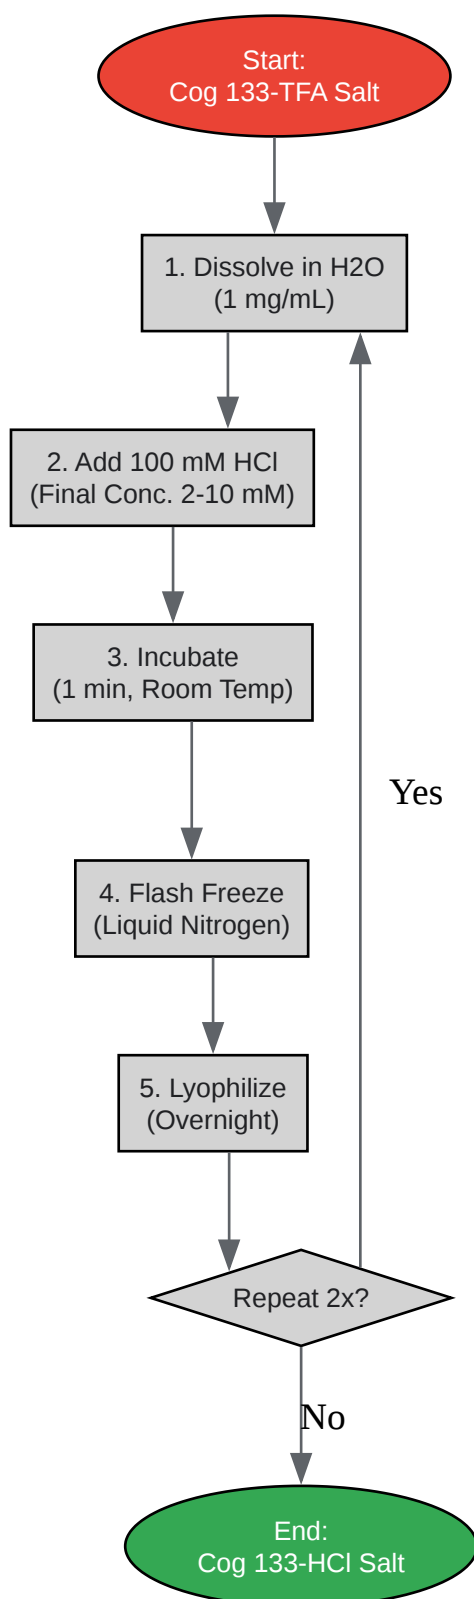 Start:
Cog 133-TFA Salt
1. Dissolve in H2O
(1 mg/mL)
2. Add 100 mM HCl
(Final Conc. 2-10 mM)
3. Incubate
(1 min, Room Temp)
Yes
4. Flash Freeze
(Liquid Nitrogen)
5. Lyophilize
(Overnight)
Repeat 2x?
No
End:
Cog 133-HCl Salt